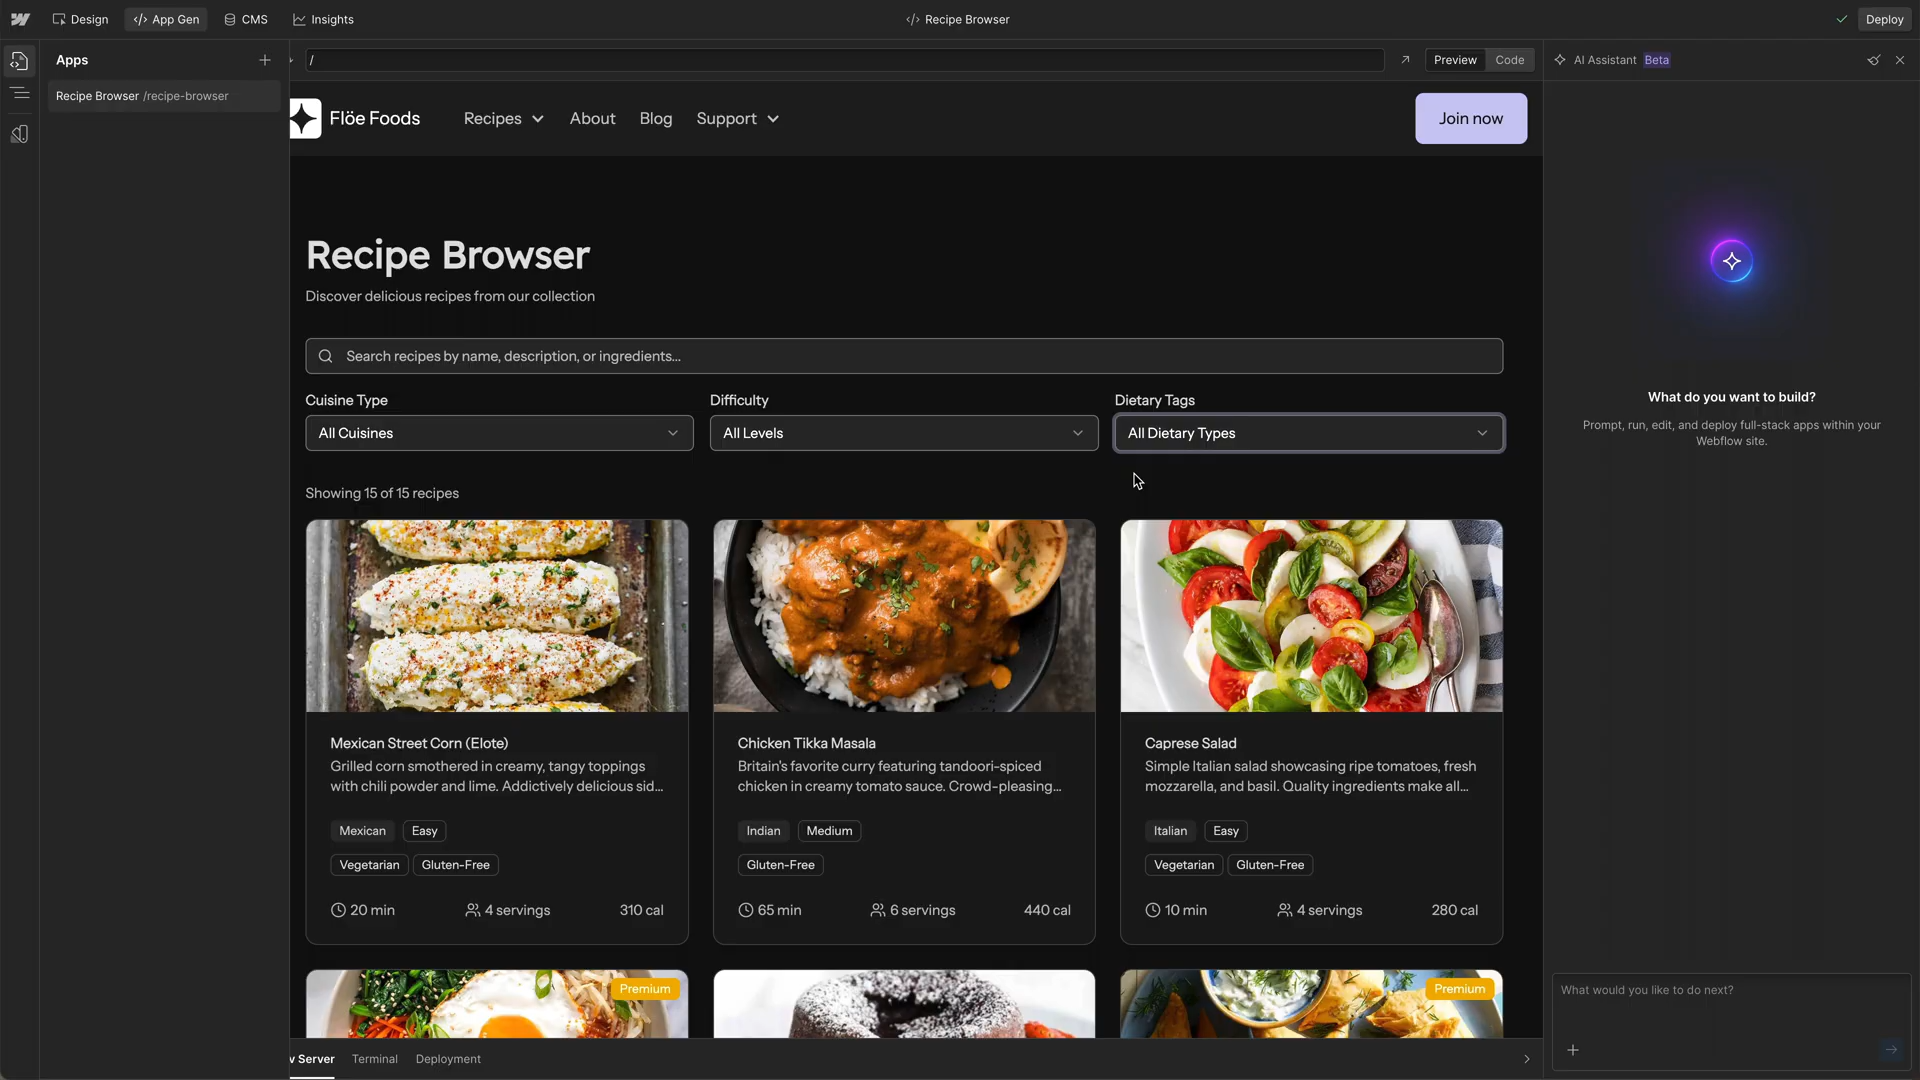 Design
App Gen
CMS
Insights
Recipe Browser
Deploy
Apps
/
Preview
Code
AI Assistant Beta
Recipe Browser /recipe-browser
Flöe Foods
Recipes
About
Blog
Support
Join now
Recipe Browser
Discover delicious recipes from our collection
Search recipes by name, description, or ingredients...
Cuisine Type
Difficulty
Dietary Tags
All Cuisines
All Levels
All Dietary Types
Showing 15 of 15 recipes
Mexican Street Corn (Elote)
Grilled corn smothered in creamy, tangy toppings
with chili powder and lime. Addictively delicious sid...
Mexican
Easy
Vegetarian
Gluten-Free
20 min
4 servings
310 cal
Chicken Tikka Masala
Britain's favorite curry featuring tandoori-spiced
chicken in creamy tomato sauce. Crowd-pleasing...
Indian
Medium
Gluten-Free
65 min
6 servings
440 cal
Caprese Salad
Simple Italian salad showcasing ripe tomatoes, fresh
mozzarella, and basil. Quality ingredients make all...
Italian
Easy
Vegetarian
Gluten-Free
10 min
4 servings
280 cal
Premium
Premium
v Server
Terminal
Deployment
What do you want to build?
Prompt, run, edit, and deploy full-stack apps within your
Webflow site.
What would you like to do next?